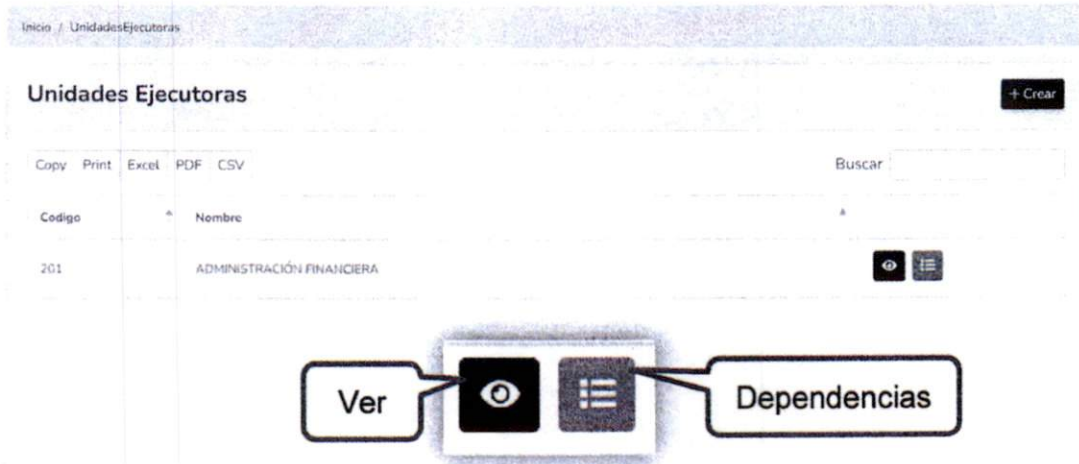 Inicio / UnidadesEjecutoras
Unidades Ejecutoras
+ Crear
Copy Print Excel PDF CSV
Buscar
Codigo Nombre
201 ADMINISTRACIÓN FINANCIERA
Ver
Dependencias